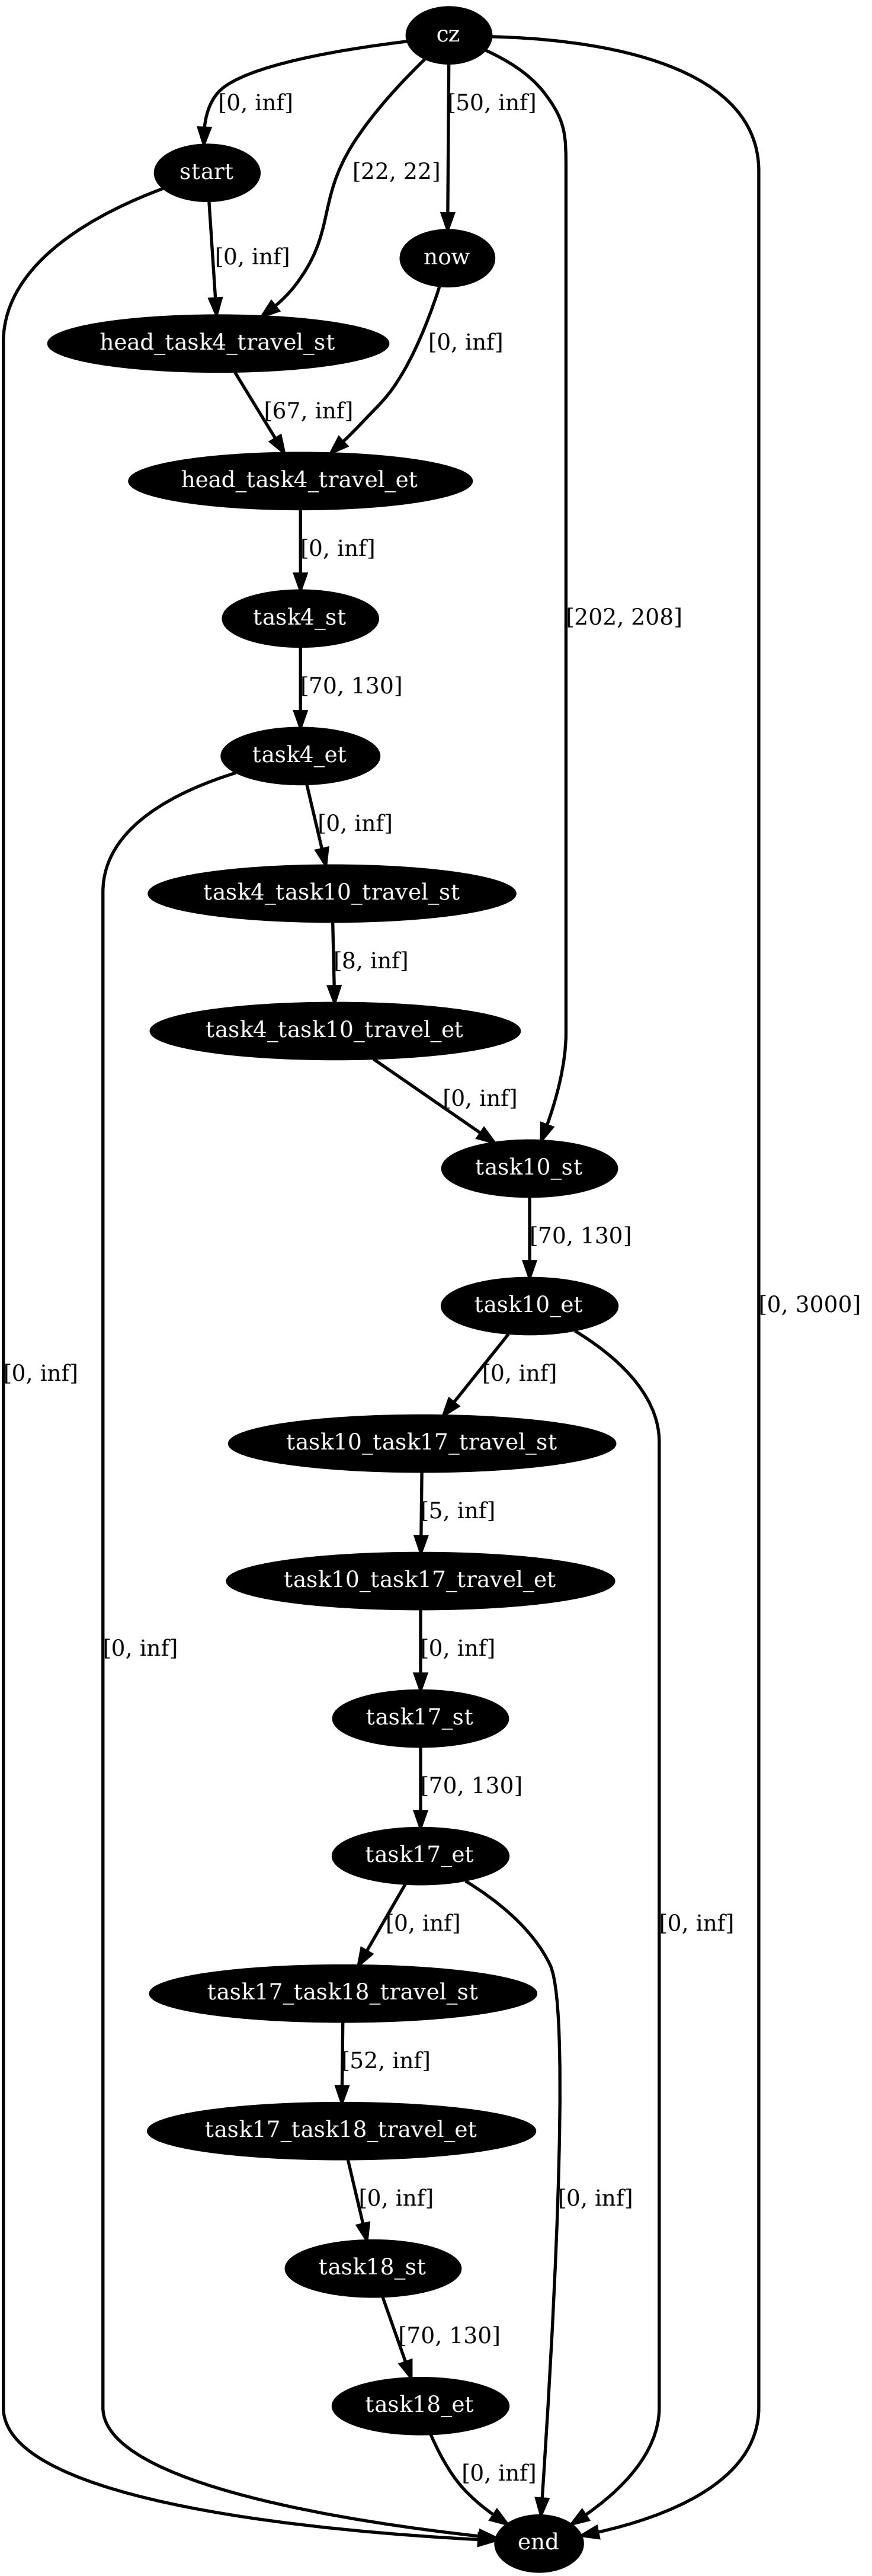 cz
[0, inf]
[50, inf]
start
[22, 22]
now
[0, inf]
head_task4_travel_st
[0, inf]
[67, inf]
head_task4_travel_et
[0, inf]
task4_st
[202, 208]
[70, 130]
task4_et
[0, inf]
task4_task10_travel_st
[8, inf]
task4_task10_travel_et
[0, inf]
task10_st
[70, 130]
task10_et
[0, 3000]
[0, inf]
[0, inf]
task10_task17_travel_st
[5, inf]
task10_task17_travel_et
[0, inf]
[0, inf]
task17_st
[70, 130]
task17_et
[0, inf]
[0, inf]
task17_task18_travel_st
[52, inf]
task17_task18_travel_et
[0, inf]
[0, inf]
task18_st
[70, 130]
task18_et
[0, inf]
end